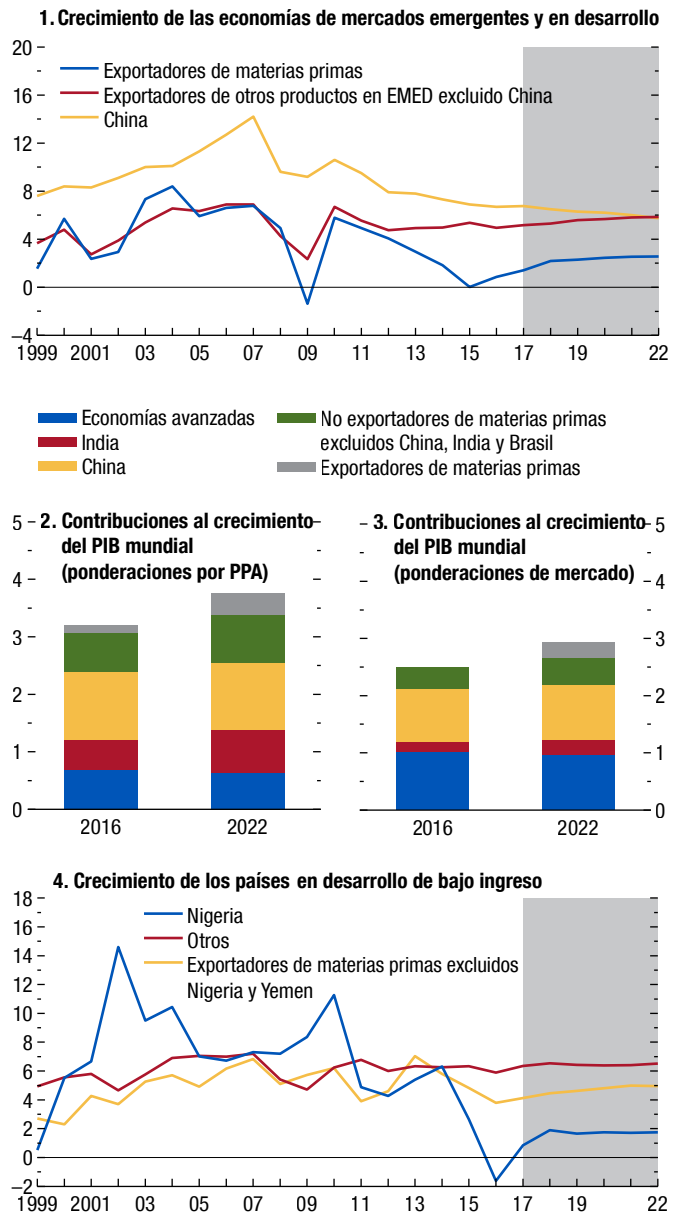 1. Crecimiento de las economías de mercados emergentes y en desarrollo
20
16
12
8
4
0
–4
Exportadores de materias primas
Exportadores de otros productos en EMED excluido China
China
1999 2001 03 05 07 09 11 13 15 17 19 22
Economías avanzadas
India
China
No exportadores de materias primas
excluidos China, India y Brasil
Exportadores de materias primas
2. Contribuciones al crecimiento
del PIB mundial
(ponderaciones por PPA)
5
4
3
2
1
0
2016 2022
3. Contribuciones al crecimiento
del PIB mundial
(ponderaciones de mercado)
5
4
3
2
1
0
2016 2022
4. Crecimiento de los países en desarrollo de bajo ingreso
18
16
14
12
10
8
6
4
2
0
–2
Nigeria
Otros
Exportadores de materias primas excluidos
Nigeria y Yemen
1999 2001 03 05 07 09 11 13 15 17 19 22